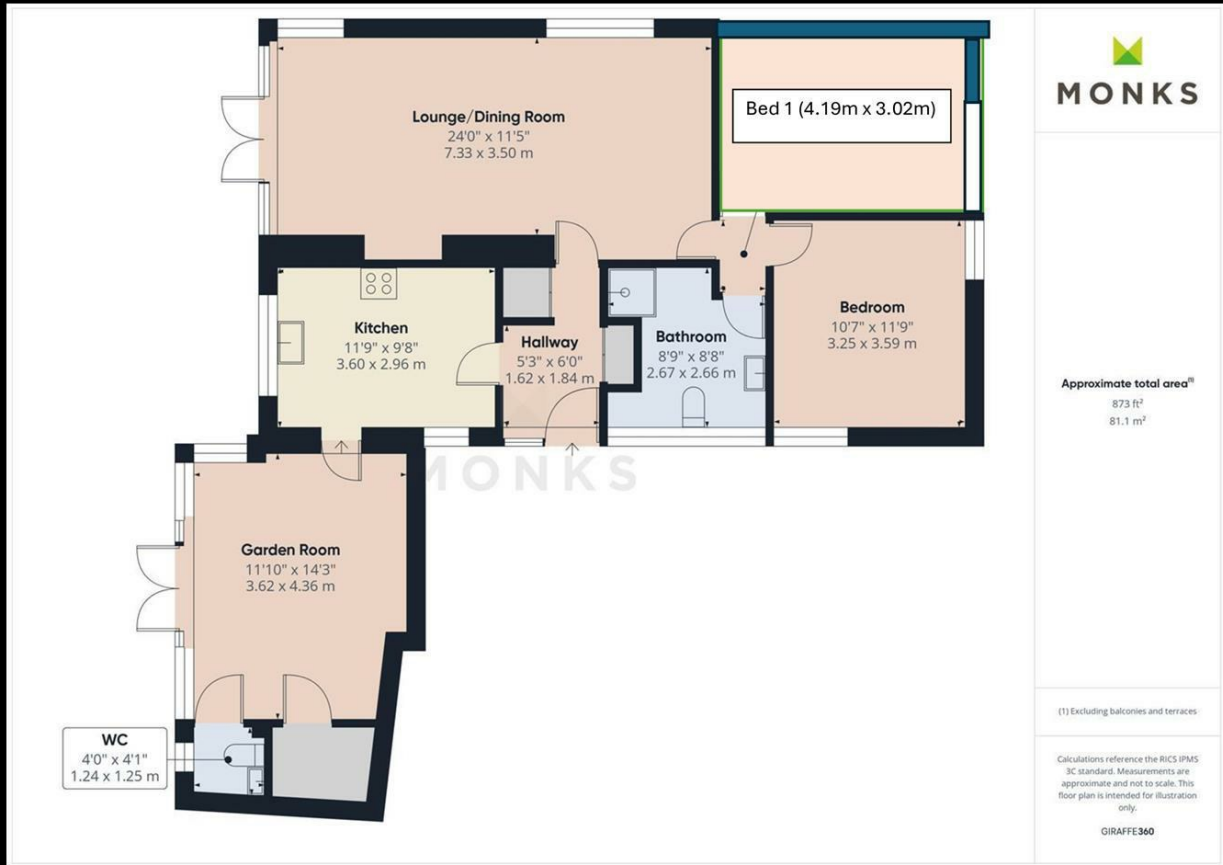 Lounge/Dining Room
24'0" x 11'5"
7.33 x 3.50 m
Bed 1 (4.19m x 3.02m)
Kitchen
11'9" x 9'8"
3.60 x 2.96 m
Hallway
5'3" x 6'0"
1.62 x 1.84 m
Bathroom
8'9" x 8'8"
2.67 x 2.66 m
Bedroom
10'7" x 11'9"
3.25 x 3.59 m
MONKS
Garden Room
11'10" x 14'3"
3.62 x 4.36 m
WC
4'0" x 4'1"
1.24 x 1.25 m
MONKS
Approximate total area(1)
873 ft²
81.1 m²
(1) Excluding balconies and terraces
Calculations reference the RICS IPMS
3C standard. Measurements are
approximate and not to scale. This
floor plan is intended for illustration
only.
GIRAFFE360